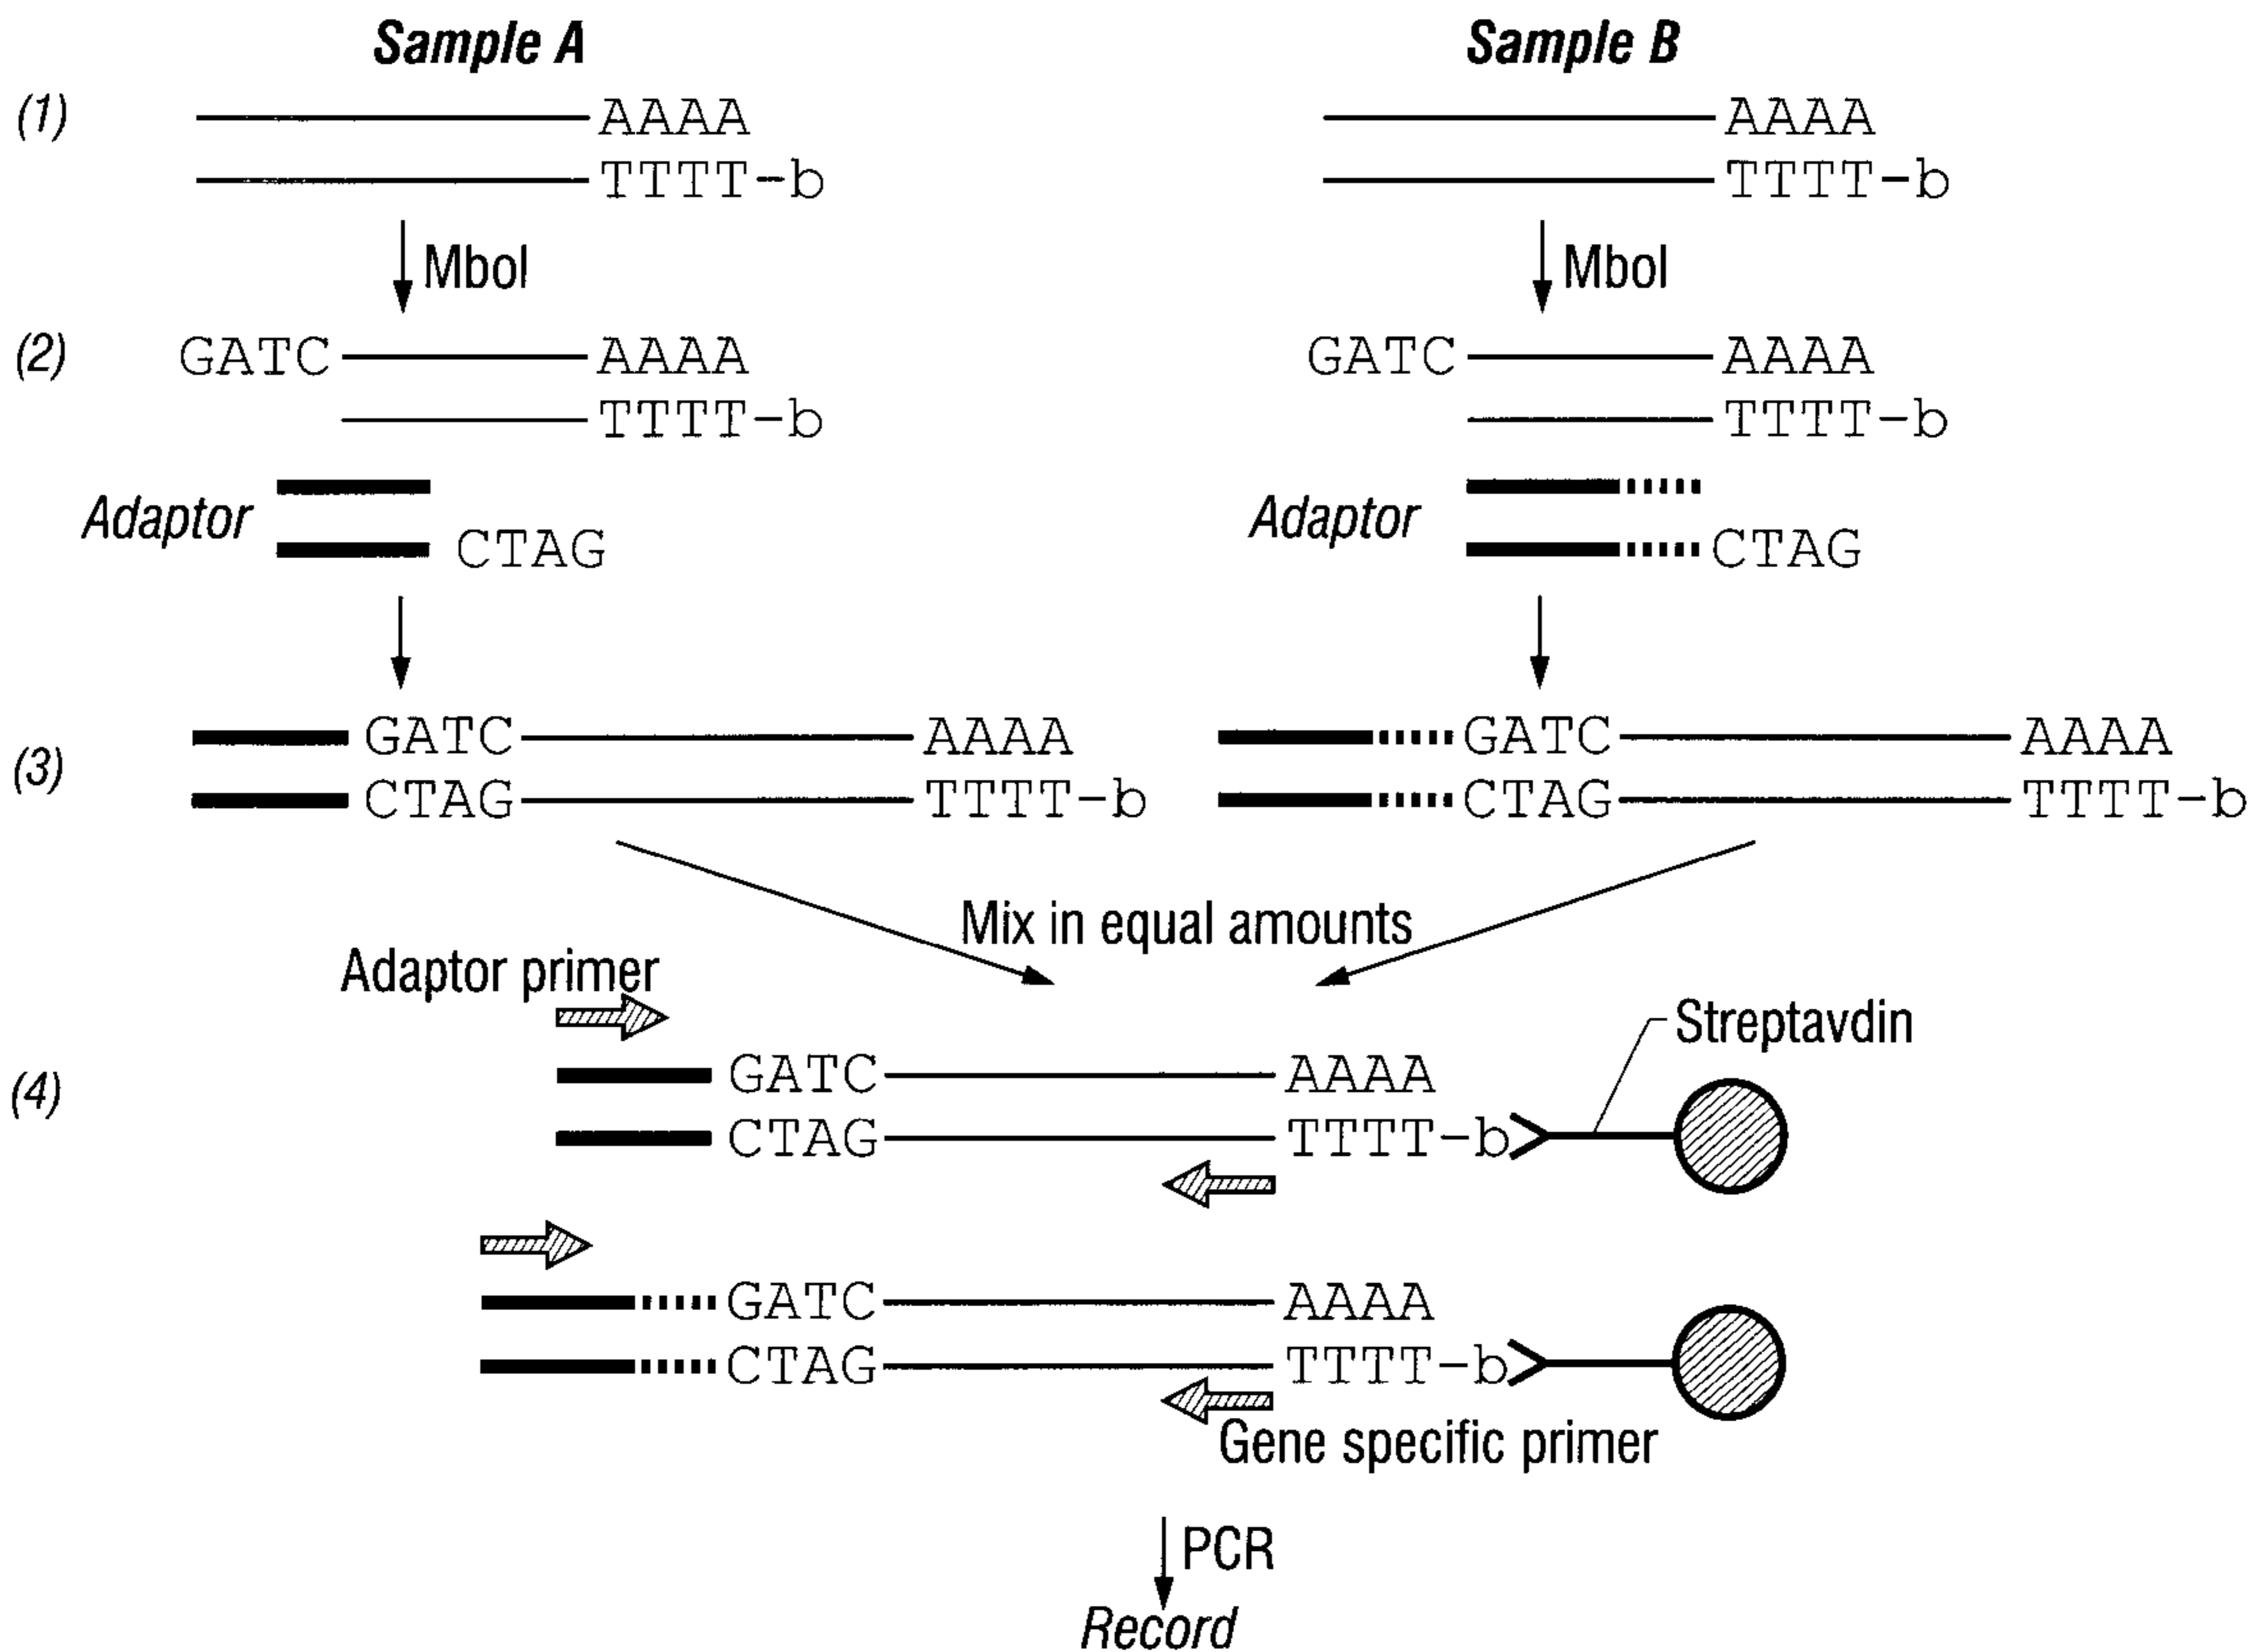 Sample A Sample B
(1) AAAA AAAA
TTTT-b TTTT-b
MboI MboI
(2) GATC AAAA GATC AAAA
TTTT-b TTTT-b
Adaptor CTAG Adaptor CTAG
(3) GATC AAAA GATC AAAA
CTAG TTTT-b CTAG TTTT-b
Mix in equal amounts
Adaptor primer
Streptavdin
(4) GATC AAAA
CTAG TTTT-b
GATC AAAA
CTAG TTTT-b
Gene specific primer
PCR
Record